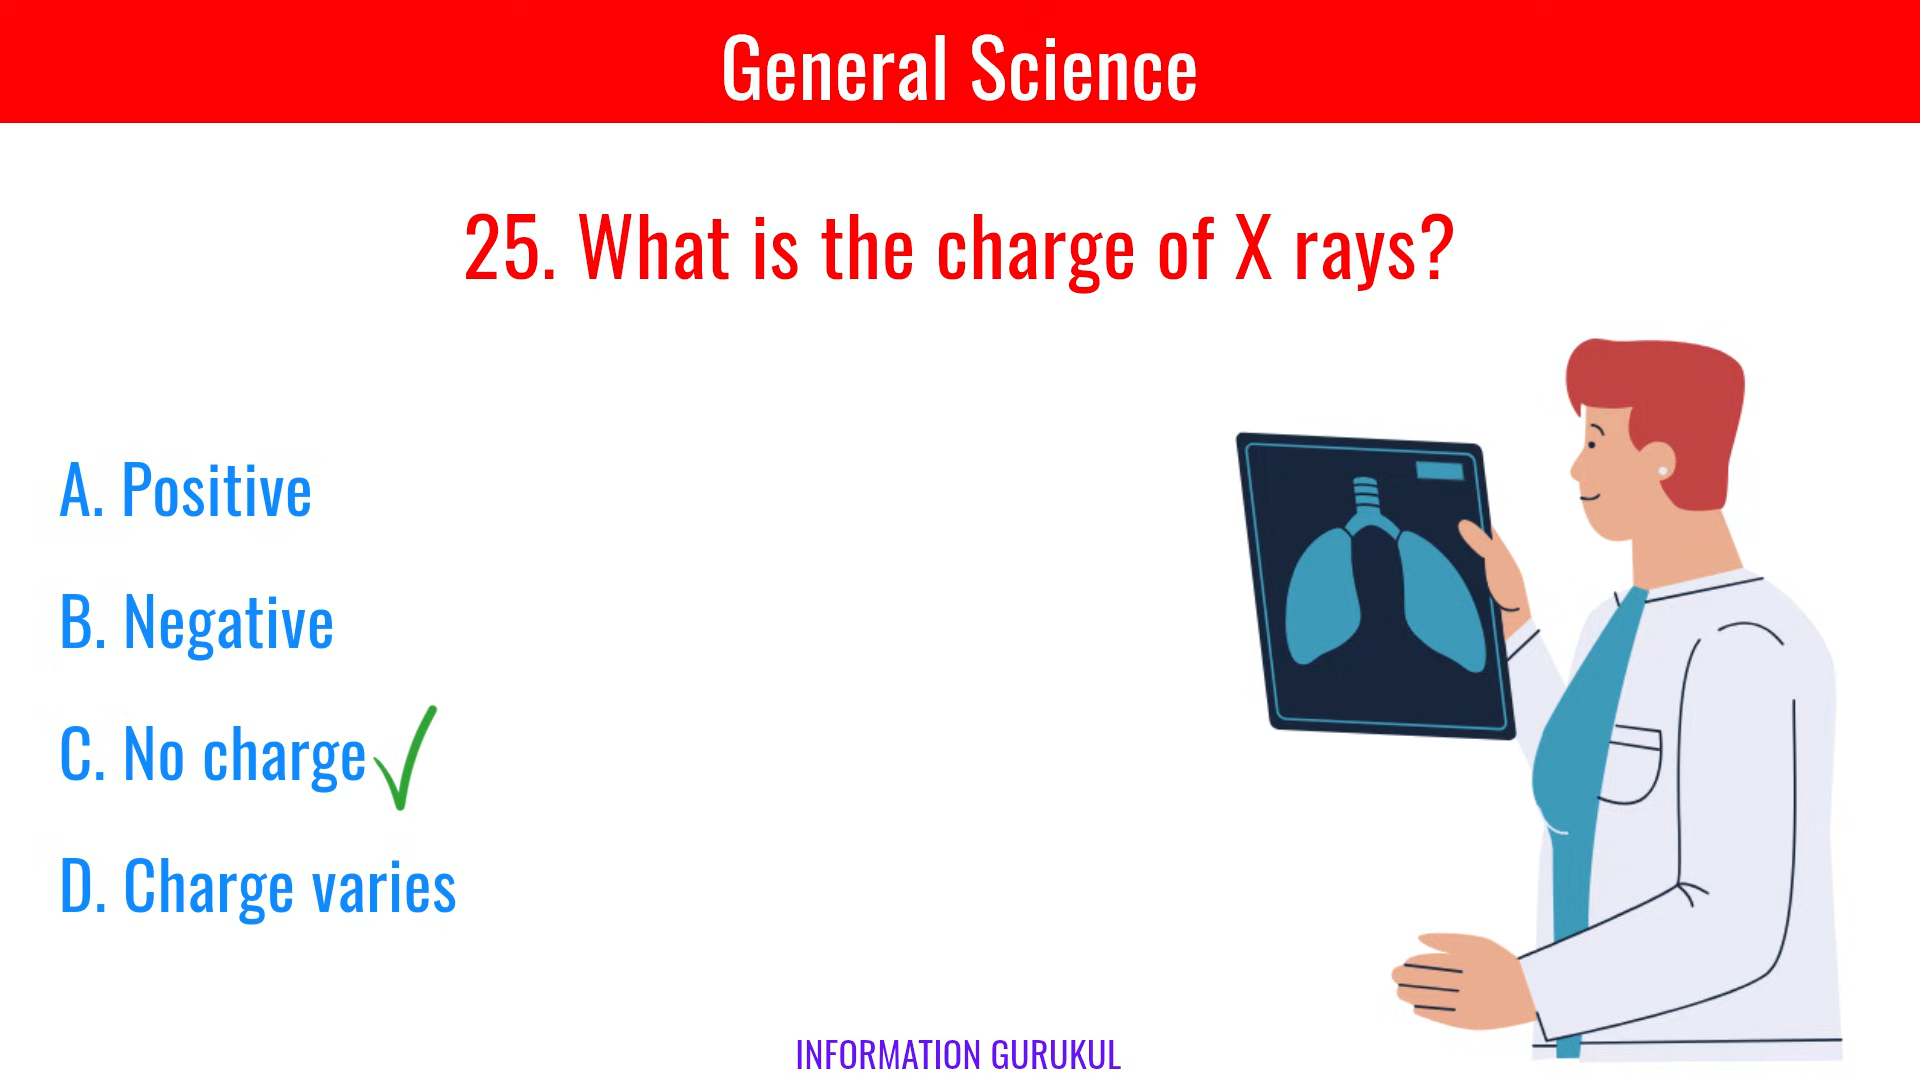 General Science
25. What is the charge of X rays?
A. Positive
B. Negative
C. No charge
D. Charge varies
INFORMATION GURUKUL